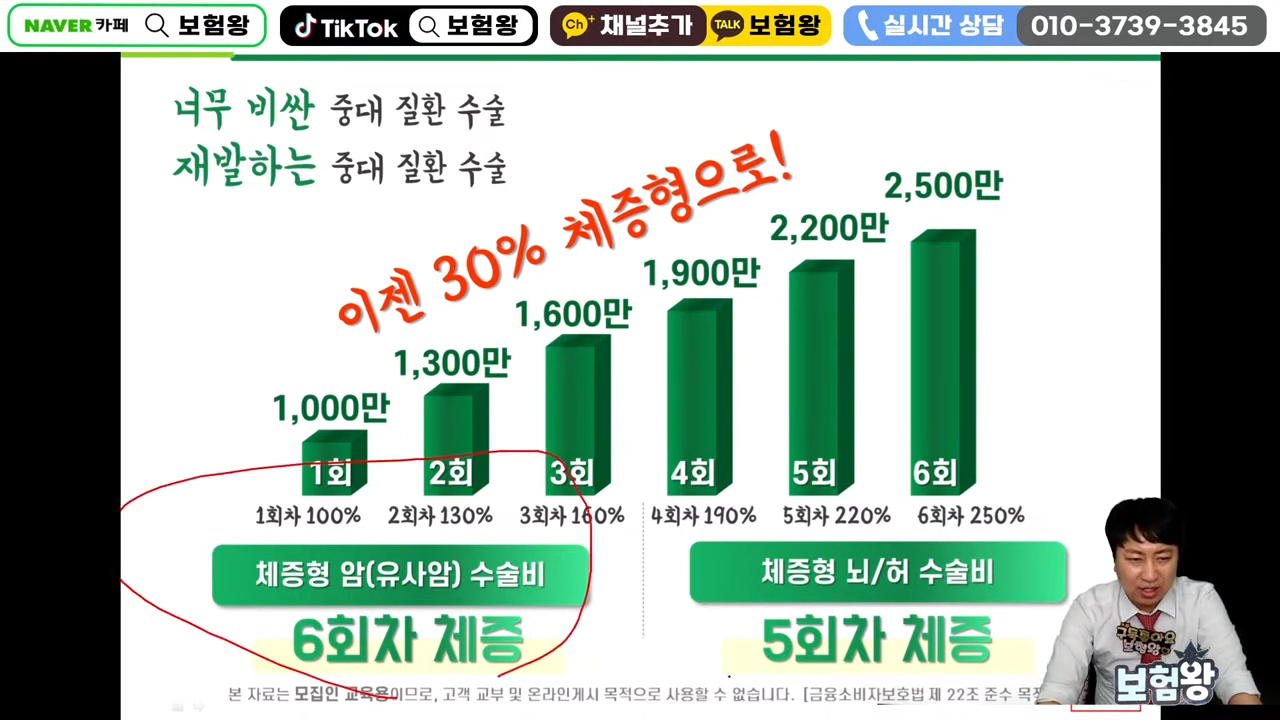 NAVER 카페 보험왕
TikTok 보험왕
Ch+ 채널추가 TALK 보험왕
실시간 상담 010-3739-3845
너무 비싼 중대 질환 수술
재발하는 중대 질환 수술
이젠 30% 체증형으로!
1,000만 1,300만 1,600만 1,900만 2,200만 2,500만
1회 2회 3회 4회 5회 6회
1회차 100% 2회차 130% 3회차 160% 4회차 190% 5회차 220% 6회차 250%
체증형 암(유사암) 수술비
6회차 체증
체증형 뇌/허 수술비
5회차 체증
본 자료는 모집인 교육용이므로, 고객 교부 및 온라인게시 목적으로 사용할 수 없습니다. [금융소비자보호법 제 22조 준수 목적
보험왕
보험왕